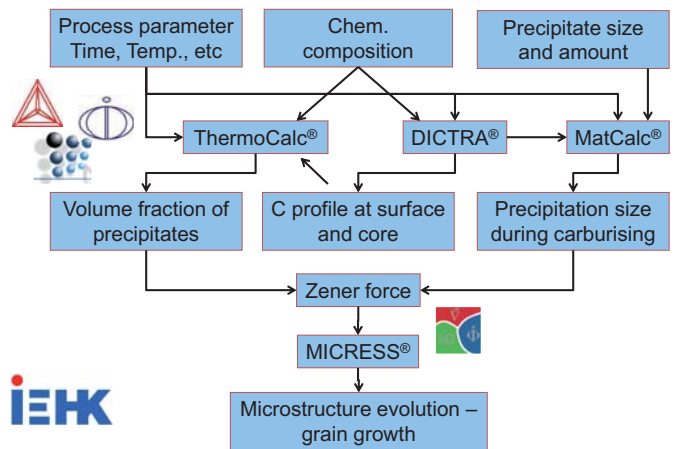 Process parameter
Time, Temp., etc
Chem.
composition
Precipitate size
and amount
ThermoCalc®
DICTRA®
MatCalc®
Volume fraction of
precipitates
C profile at surface
and core
Precipitation size
during carburising
Zener force
MICRESS®
Microstructure evolution –
grain growth
iEHK